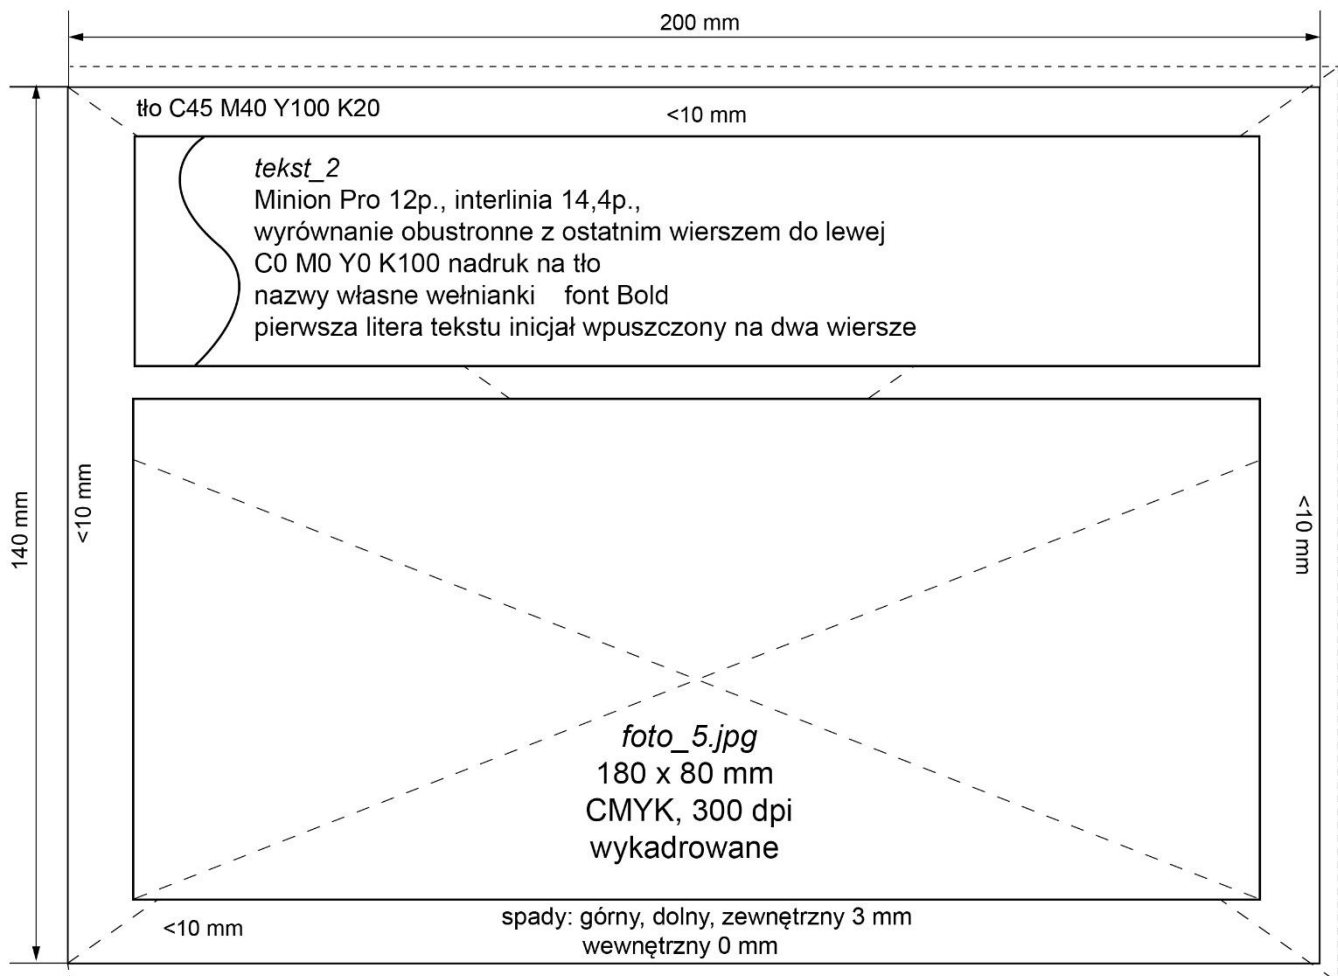 200 mm
tło C45 M40 Y100 K20
<10 mm
tekst_2
Minion Pro 12p., interlinia 14,4p.,
wyrównanie obustronne z ostatnim wierszem do lewej
C0 M0 Y0 K100 nadruk na tło
nazwy własne wełnianki font Bold
pierwsza litera tekstu inicjał wpuszczony na dwa wiersze
140 mm
<10 mm
<10 mm
foto_5.jpg
180 x 80 mm
CMYK, 300 dpi
wykadrowane
<10 mm
spady: górny, dolny, zewnętrzny 3 mm
wewnętrzny 0 mm